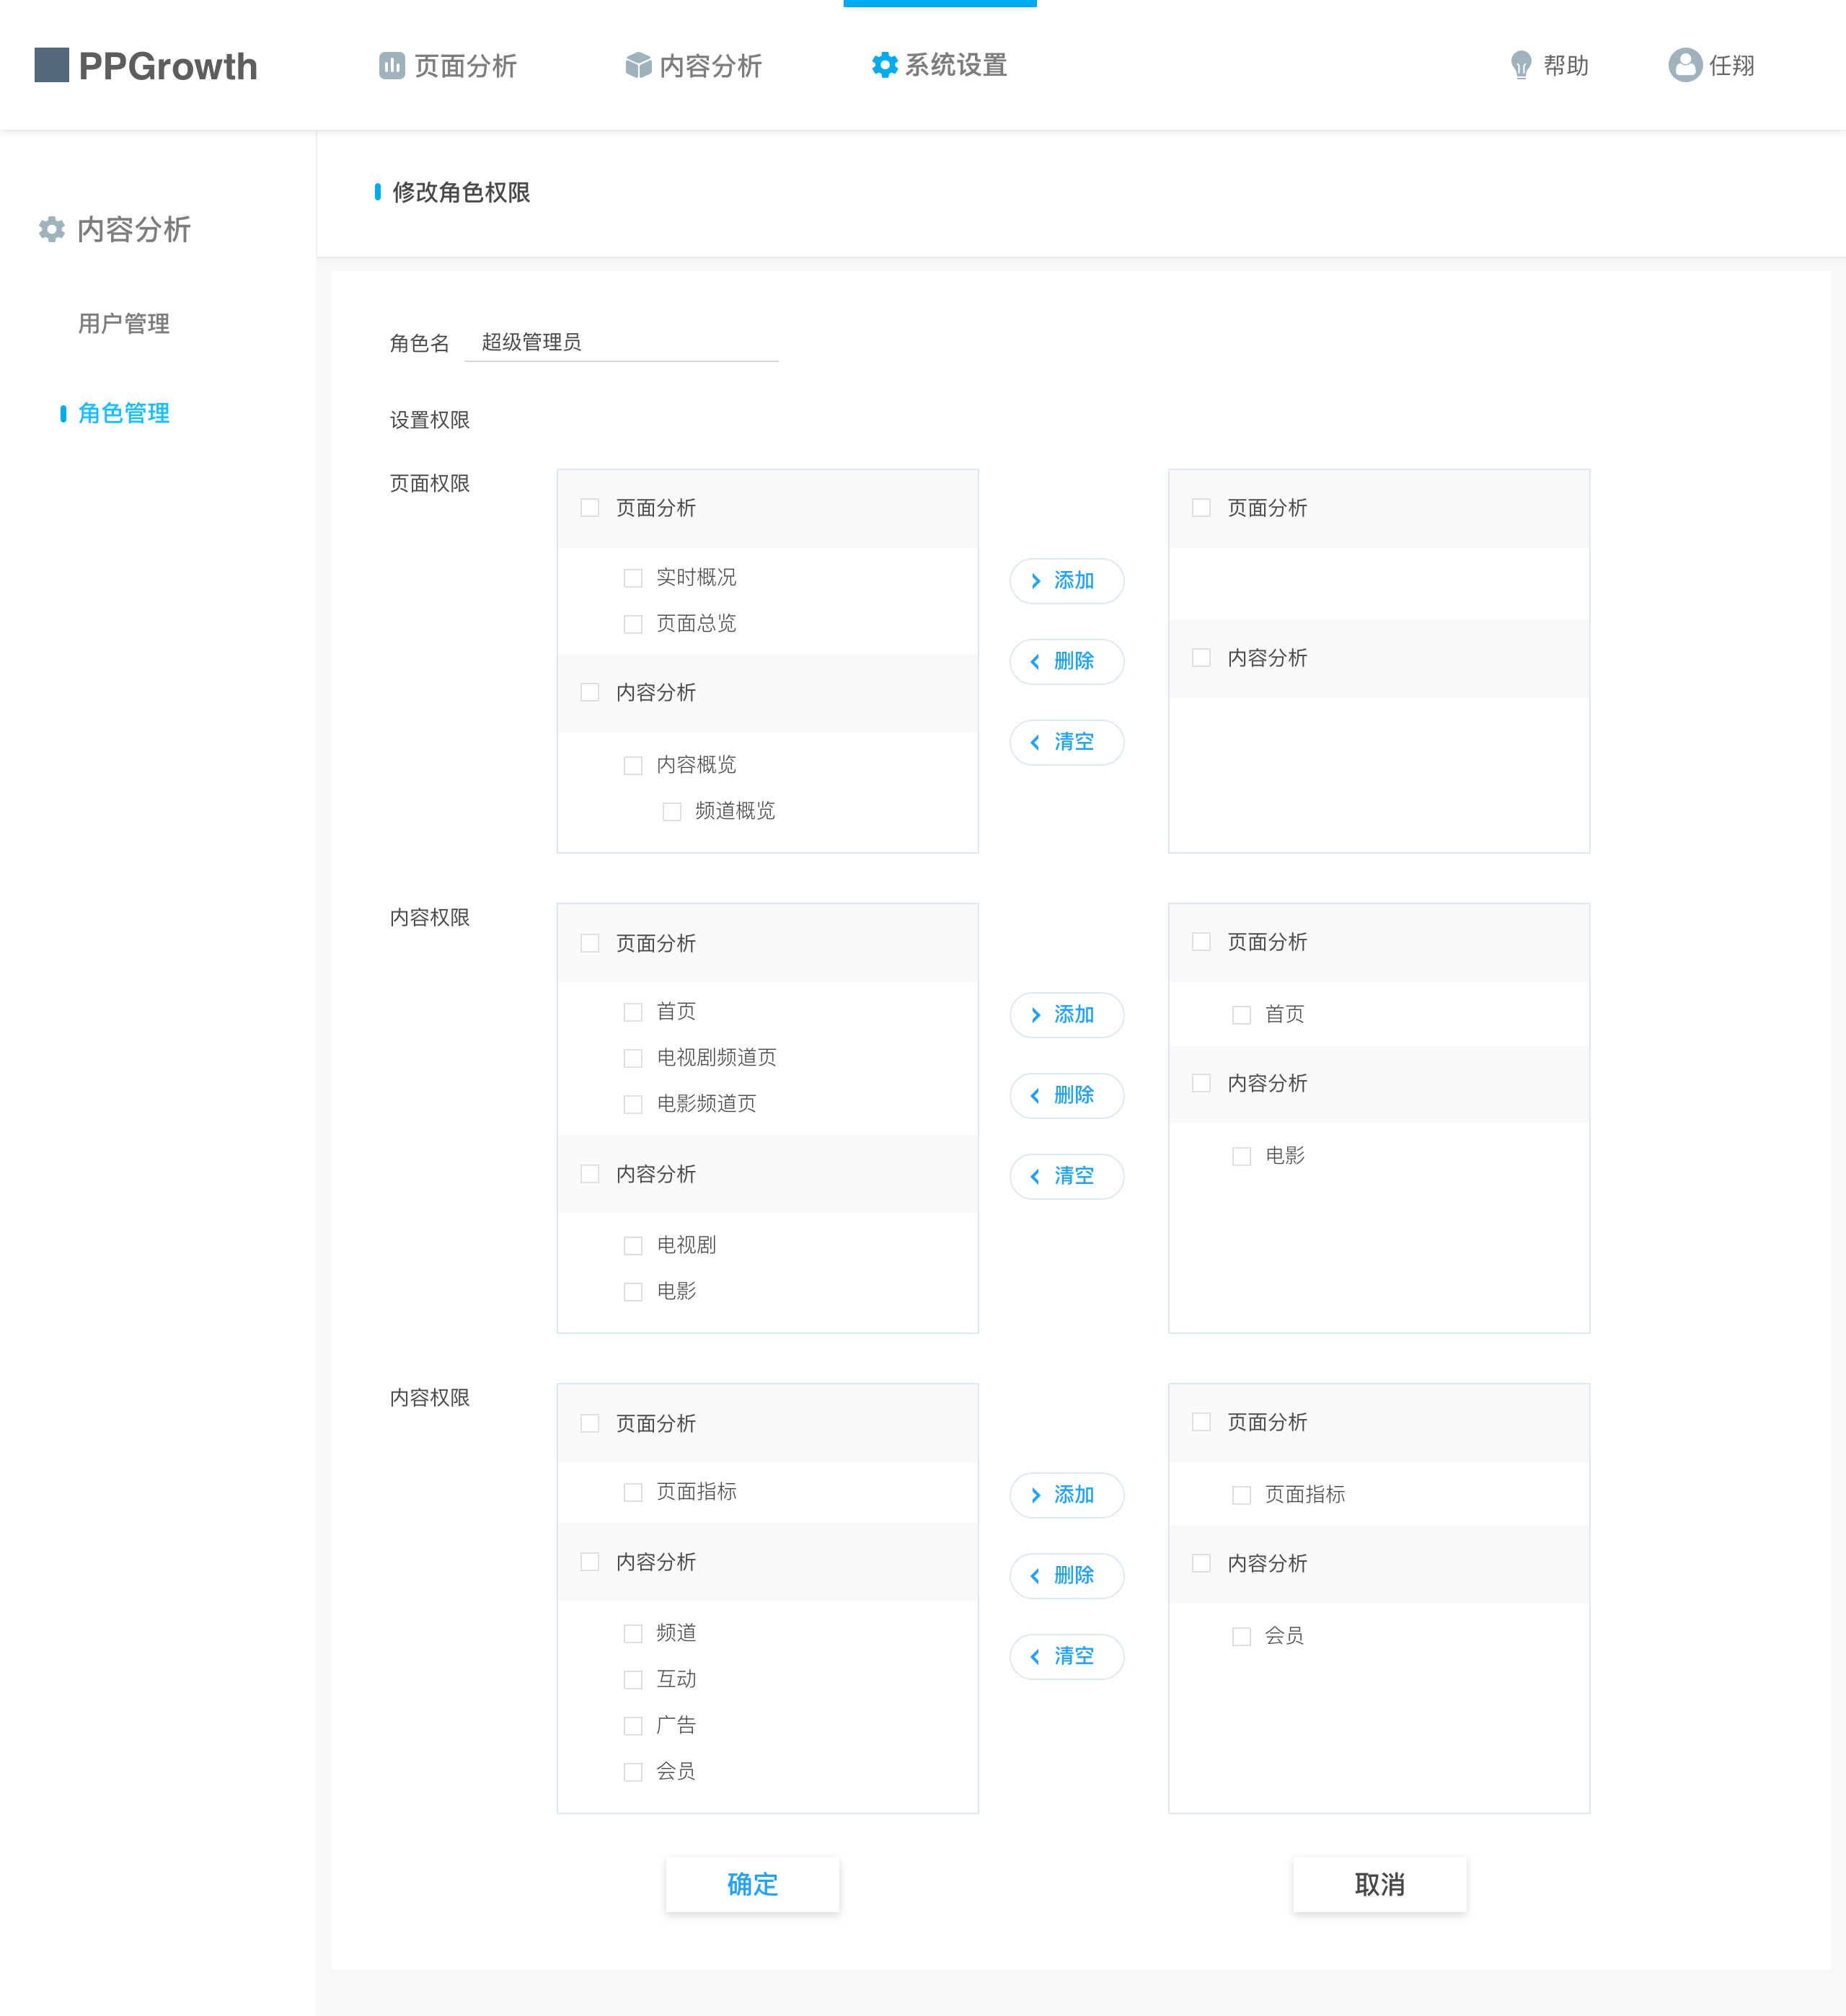 PPGrowth
页面分析
内容分析
系统设置
帮助
任翔
内容分析
用户管理
角色管理
修改角色权限
角色名
超级管理员
设置权限
页面权限
页面分析
实时概况
页面总览
内容分析
内容概览
频道概览
添加
删除
清空
页面分析
内容分析
内容权限
页面分析
首页
电视剧频道页
电影频道页
内容分析
电视剧
电影
添加
删除
清空
页面分析
首页
内容分析
电影
内容权限
页面分析
页面指标
内容分析
频道
互动
广告
会员
添加
删除
清空
页面分析
页面指标
内容分析
会员
确定
取消